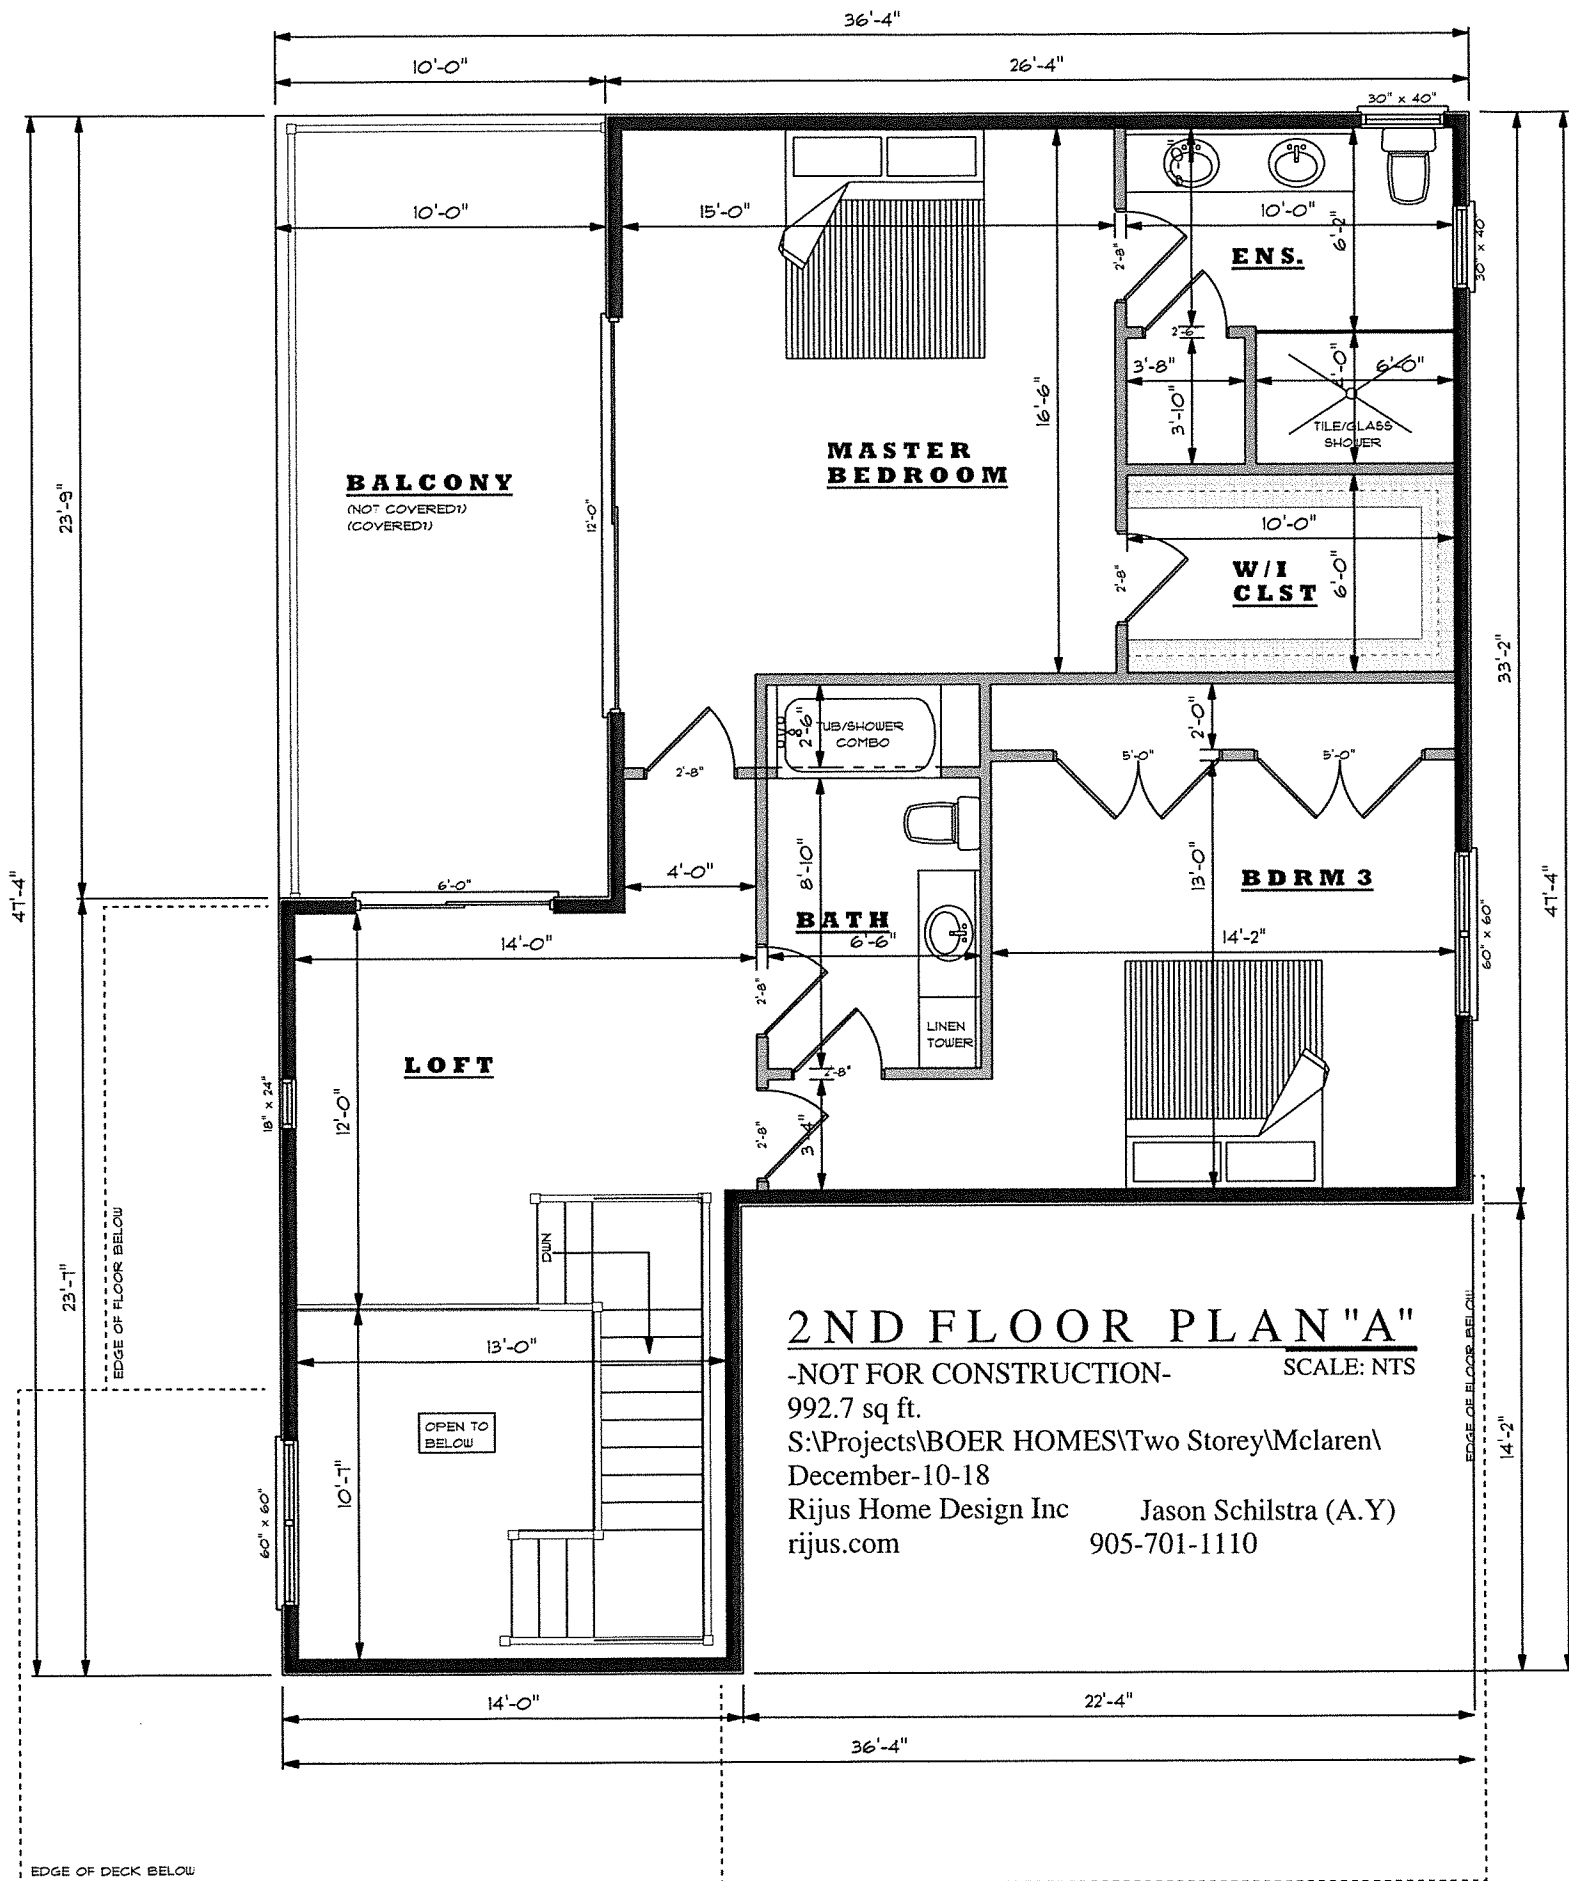 36'-4"
10'-0"
26'-4"
30" x 40"
10'-0"
15'-0"
10'-0"
6'-2"
2'-8"
ENS.
30" x 40"
2'-6"
3'-8"
6'-0"
3'-10"
16'-6"
TILE/GLASS
SHOWER
MASTER
BEDROOM
BALCONY
(NOT COVERED?)
(COVERED?)
12'-0"
23'-9"
10'-0"
W/I
CLST
6'-0"
2'-8"
33'-2"
2'-6"
TUB/SHOWER
COMBO
2'-0"
5'-0"
5'-0"
2'-8"
47'-4"
6'-0"
4'-0"
8'-10"
13'-0"
BDRM 3
47'-4"
BATH
6'-6"
14'-0"
14'-2"
60" x 60"
2'-8"
LINEN
TOWER
LOFT
2'-8"
18" x 24"
12'-0"
2'-8"
3'-4"
EDGE OF FLOOR BELOW
DWN
23'-7"
13'-0"
OPEN TO
BELOW
10'-7"
60" x 60"
2ND FLOOR PLAN "A"
-NOT FOR CONSTRUCTION-
SCALE: NTS
992.7 sq ft.
S:\Projects\BOER HOMES\Two Storey\Mclaren\
December-10-18
Rijus Home Design Inc Jason Schilstra (A.Y)
rijus.com 905-701-1110
EDGE OF FLOOR BELOW
14'-2"
14'-0"
22'-4"
36'-4"
EDGE OF DECK BELOW